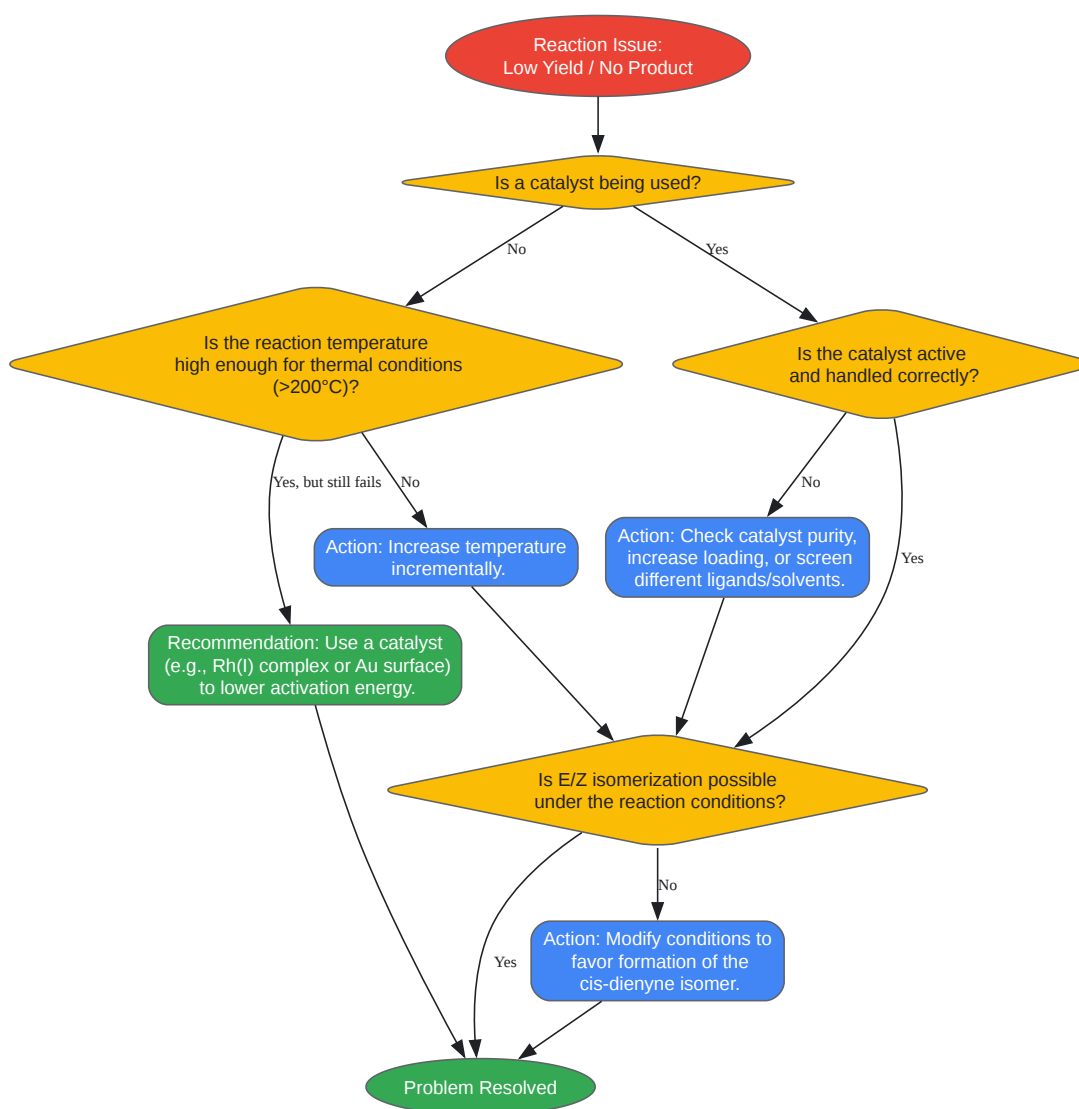 Reaction Issue:
Low Yield / No Product
Is a catalyst being used?
No
Yes
Is the reaction temperature
high enough for thermal conditions
(>200°C)?
Is the catalyst active
and handled correctly?
Yes, but still fails
No
No
Action: Increase temperature
incrementally.
Action: Check catalyst purity,
increase loading, or screen
different ligands/solvents.
Yes
Recommendation: Use a catalyst
(e.g., Rh(I) complex or Au surface)
to lower activation energy.
Is E/Z isomerization possible
under the reaction conditions?
No
Action: Modify conditions to
favor formation of the
cis-dienyne isomer.
Yes
Problem Resolved